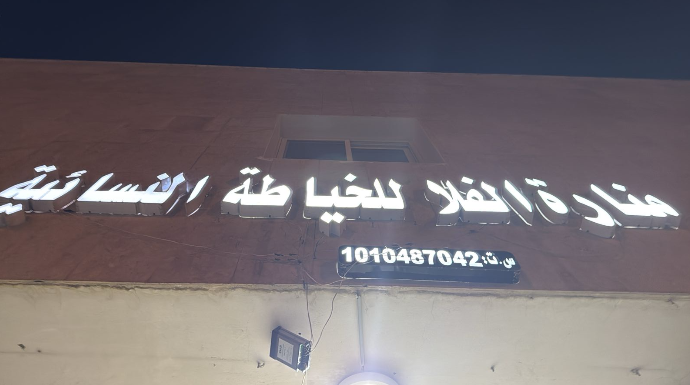 منارة الفلا للخياطة النسائية
س.ت: 1010487042